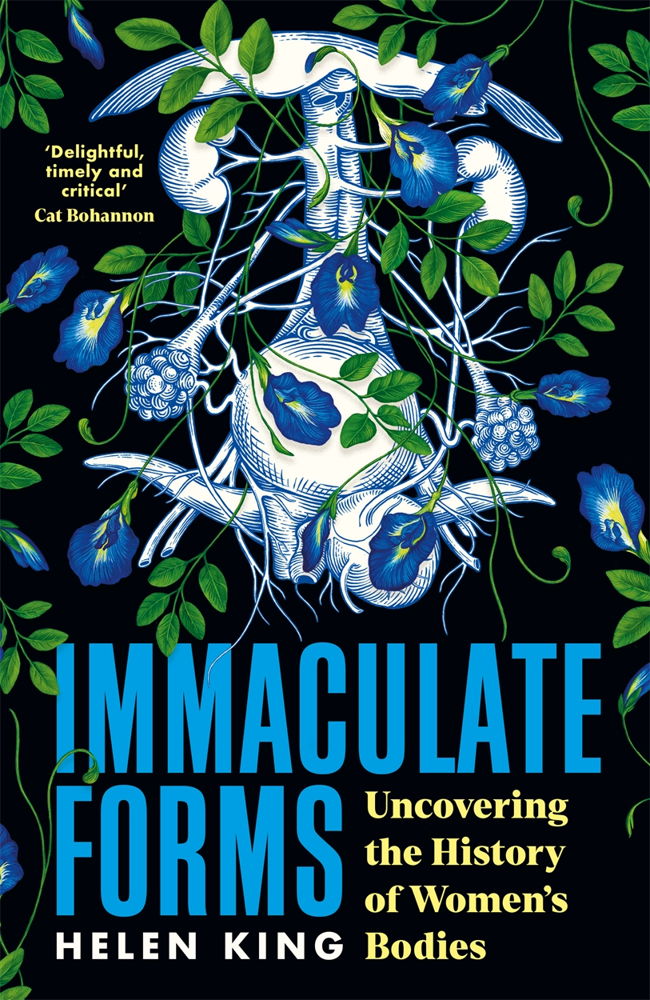 ‘Delightful,
timely and
critical’
Cat Bohannon
IMMACULATE
FORMS
Uncovering
the History
of Women’s
Bodies
HELEN KING